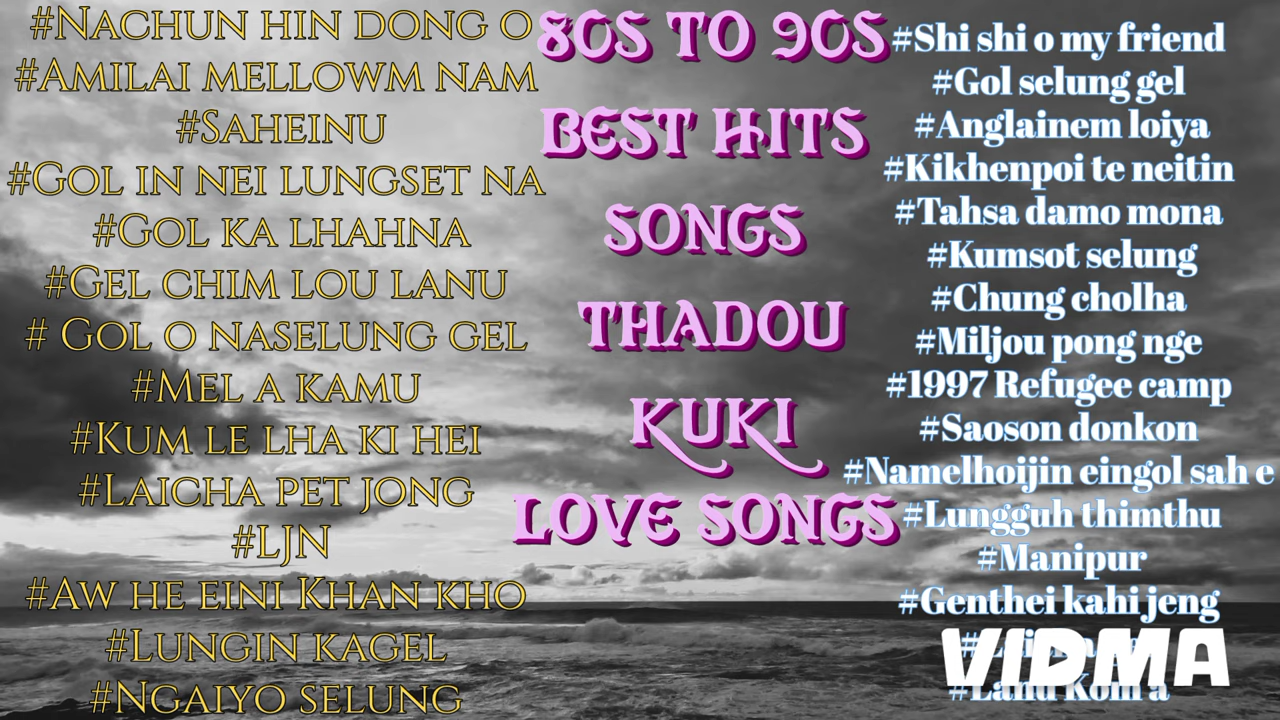 #Nachun hin dong o
#Amilai mellowm nam
#Saheinu
#Gol in nei lungset na
#Gol ka lhahna
#Gel chim lou lanu
# Gol o naselung gel
#Mel a kamu
#Kum le lha ki hei
#Laicha pet jong
#LJN
#Aw he eini Khan kho
#Lungin kagel
#Ngaiyo selung
80s to 90s
Best Hits
Songs
Thadou
Kuki
Love Songs
#Shi shi o my friend
#Gol selung gel
#Anglainem loiya
#Kikhenpoi te neitin
#Tahsa damo mona
#Kumsot selung
#Chung cholha
#Miljou pong nge
#1997 Refugee camp
#Saoson donkon
#Namelhoijin eingol sah e
#Lungguh thimthu
#Manipur
#Genthei kahi jeng
#Lanu Kom a
VIDMA